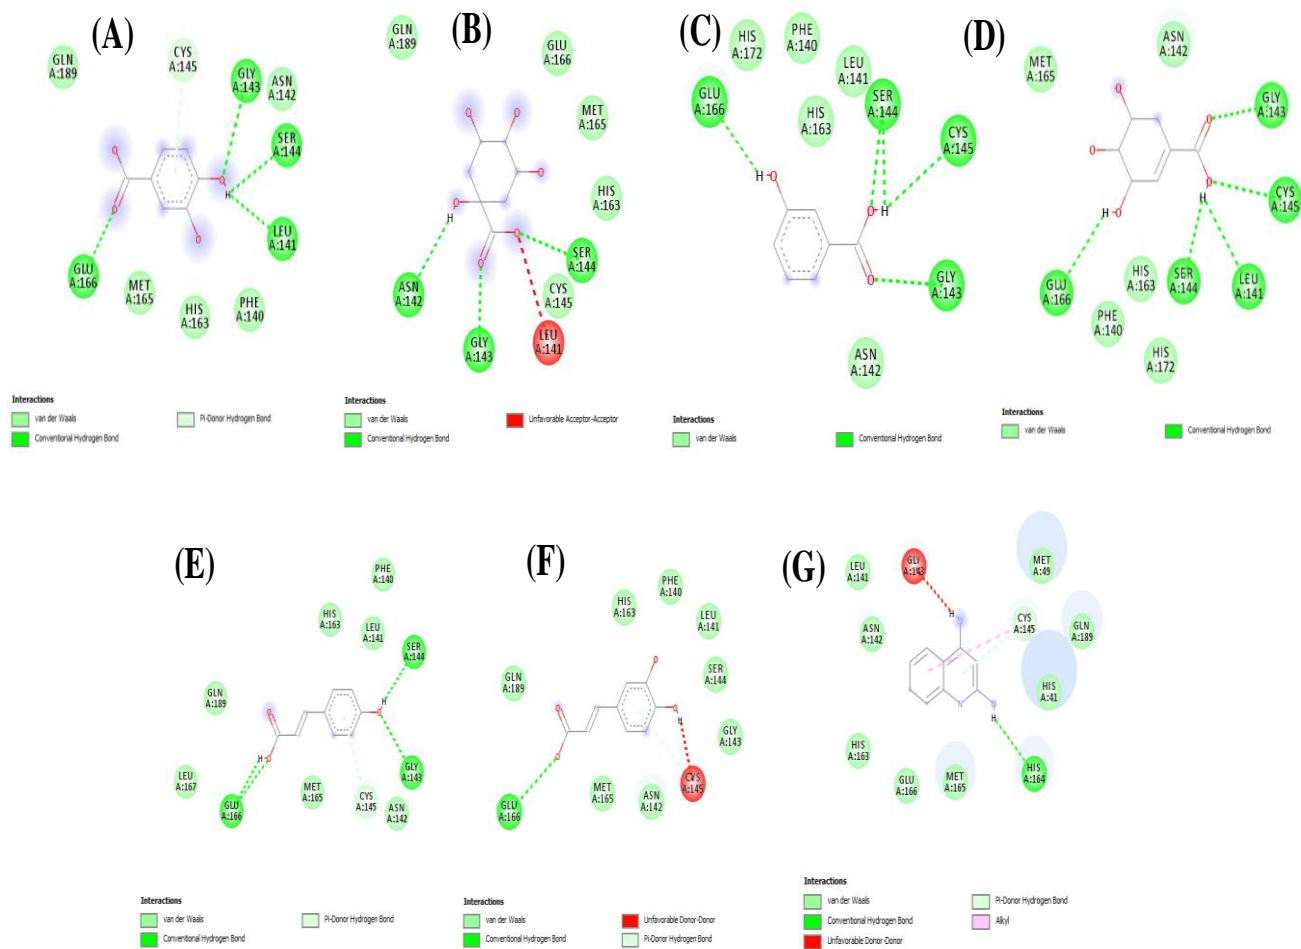 (A)
GLN
A:189
CYS
A:145
GLY
A:143
ASN
A:142
SER
A:144
LEU
A:141
GLU
A:166
MET
A:165
HIS
A:163
PHE
A:140
H
Interactions
van der Waals
Conventional Hydrogen Bond
Pi-Donor Hydrogen Bond
(B)
GLN
A:189
GLU
A:166
MET
A:165
HIS
A:163
SER
A:144
CYS
A:145
LEU
A:141
GLY
A:143
ASN
A:142
H
Interactions
van der Waals
Conventional Hydrogen Bond
Unfavorable Acceptor-Acceptor
(C)
HIS
A:172
PHE
A:140
LEU
A:141
GLU
A:166
HIS
A:163
SER
A:144
CYS
A:145
GLY
A:143
ASN
A:142
H
H
Interactions
van der Waals
Conventional Hydrogen Bond
(D)
MET
A:165
ASN
A:142
GLY
A:143
CYS
A:145
LEU
A:141
SER
A:144
HIS
A:163
GLU
A:166
PHE
A:140
HIS
A:172
H
H
Interactions
van der Waals
Conventional Hydrogen Bond
(E)
PHE
A:140
HIS
A:163
LEU
A:141
SER
A:144
GLN
A:189
GLY
A:143
LEU
A:167
GLU
A:166
MET
A:165
CYS
A:145
ASN
A:142
H
H
Interactions
van der Waals
Conventional Hydrogen Bond
Pi-Donor Hydrogen Bond
(F)
HIS
A:163
PHE
A:140
LEU
A:141
SER
A:144
GLN
A:189
GLY
A:143
CYS
A:145
MET
A:165
ASN
A:142
GLU
A:166
H
Interactions
van der Waals
Conventional Hydrogen Bond
Unfavorable Donor-Donor
Pi-Donor Hydrogen Bond
(G)
LEU
A:141
GLY
A:143
MET
A:49
CYS
A:145
GLN
A:189
ASN
A:142
HIS
A:41
HIS
A:163
GLU
A:166
MET
A:165
HIS
A:164
H
H
Interactions
van der Waals
Conventional Hydrogen Bond
Unfavorable Donor-Donor
Pi-Donor Hydrogen Bond
Alkyl